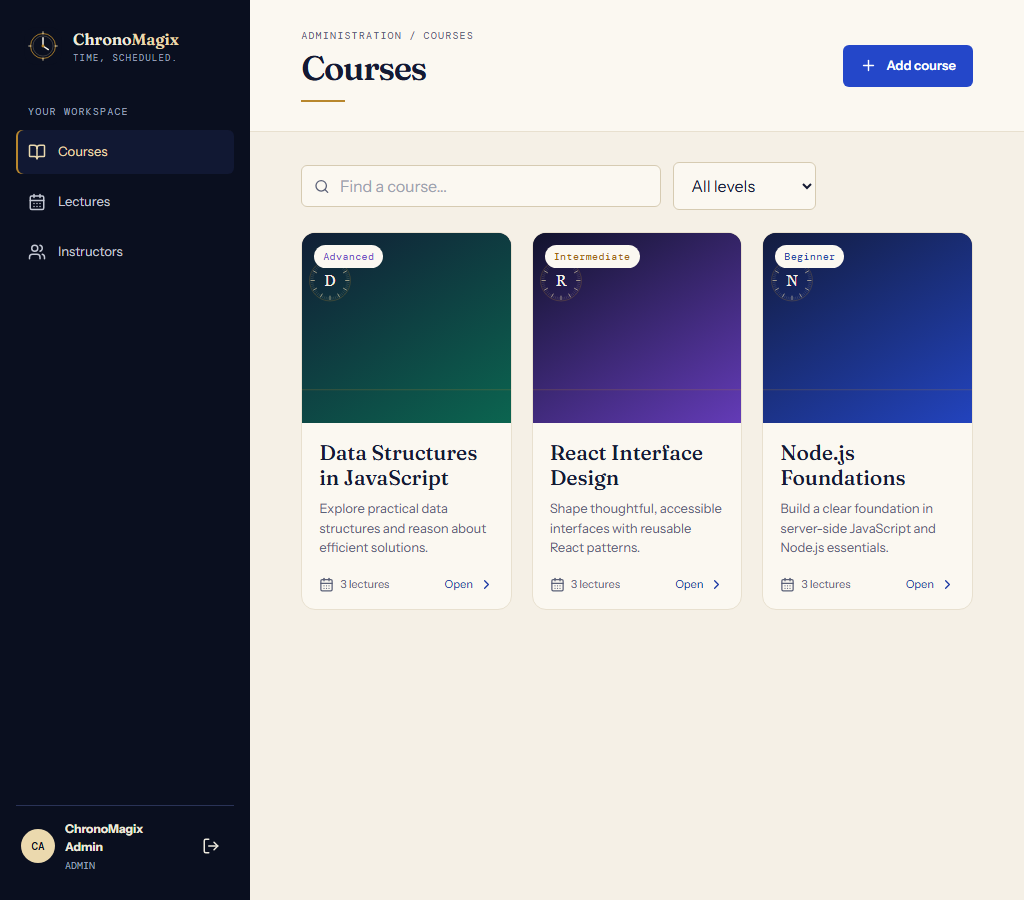 ChronoMagix
TIME, SCHEDULED.
YOUR WORKSPACE
Courses
Lectures
Instructors
ChronoMagix
Admin
CA
ADMIN
ADMINISTRATION / COURSES
Courses
Add course
Find a course...
All levels
Advanced
D
Data Structures
in JavaScript
Explore practical data
structures and reason about
efficient solutions.
3 lectures
Open
Intermediate
R
React Interface
Design
Shape thoughtful, accessible
interfaces with reusable
React patterns.
3 lectures
Open
Beginner
N
Node.js
Foundations
Build a clear foundation in
server-side JavaScript and
Node.js essentials.
3 lectures
Open